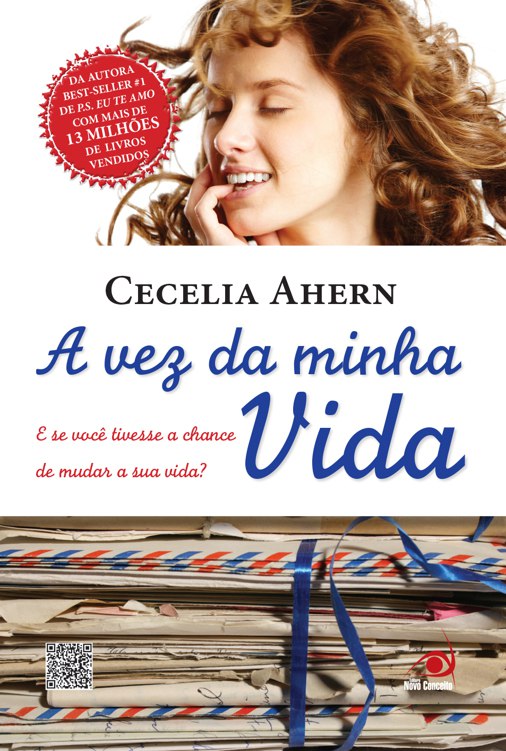 DA AUTORA
BEST-SELLER #1
DE P.S. EU TE AMO
COM MAIS DE
13 MILHÕES
DE LIVROS
VENDIDOS
CECELIA AHERN
A vez da minha
Vida
E se você tivesse a chance
de mudar a sua vida?
Editora
Novo Conceito